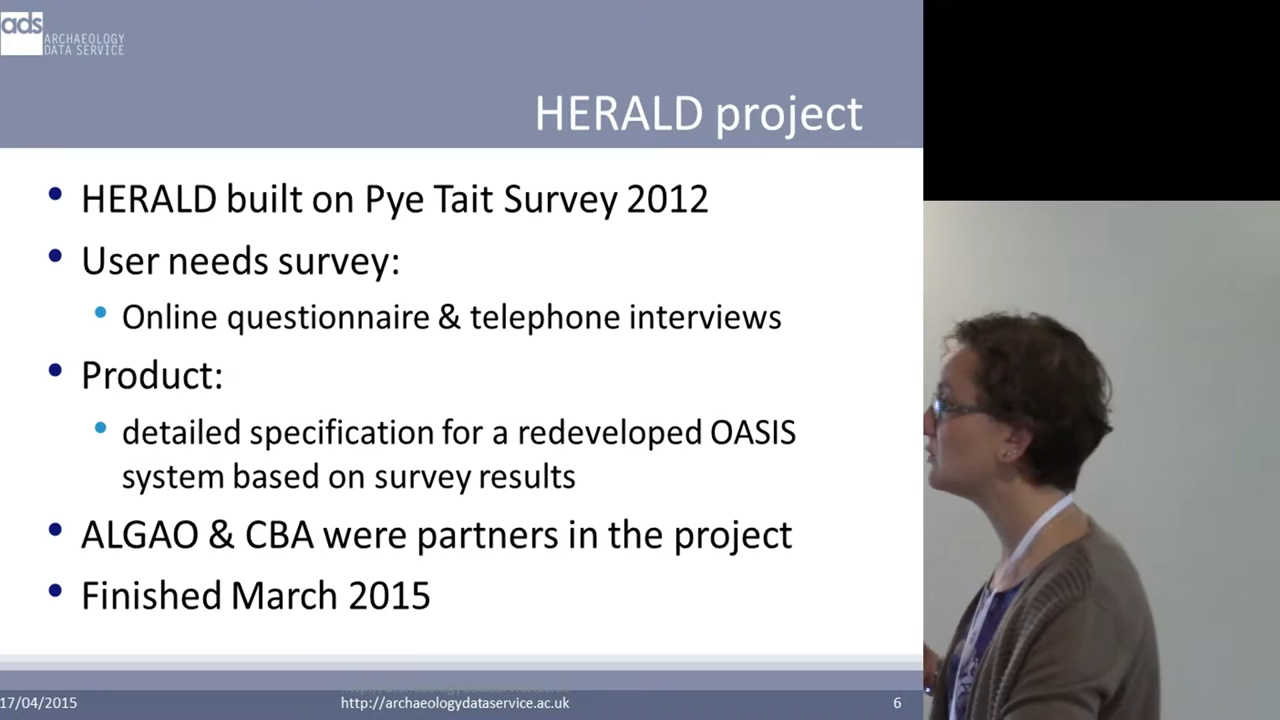 ads
ARCHAEOLOGY
DATA SERVICE
HERALD project
• HERALD built on Pye Tait Survey 2012
• User needs survey:
• Online questionnaire & telephone interviews
• Product:
• detailed specification for a redeveloped OASIS
system based on survey results
• ALGAO & CBA were partners in the project
• Finished March 2015
17/04/2015
http://archaeologydataservice.ac.uk
6